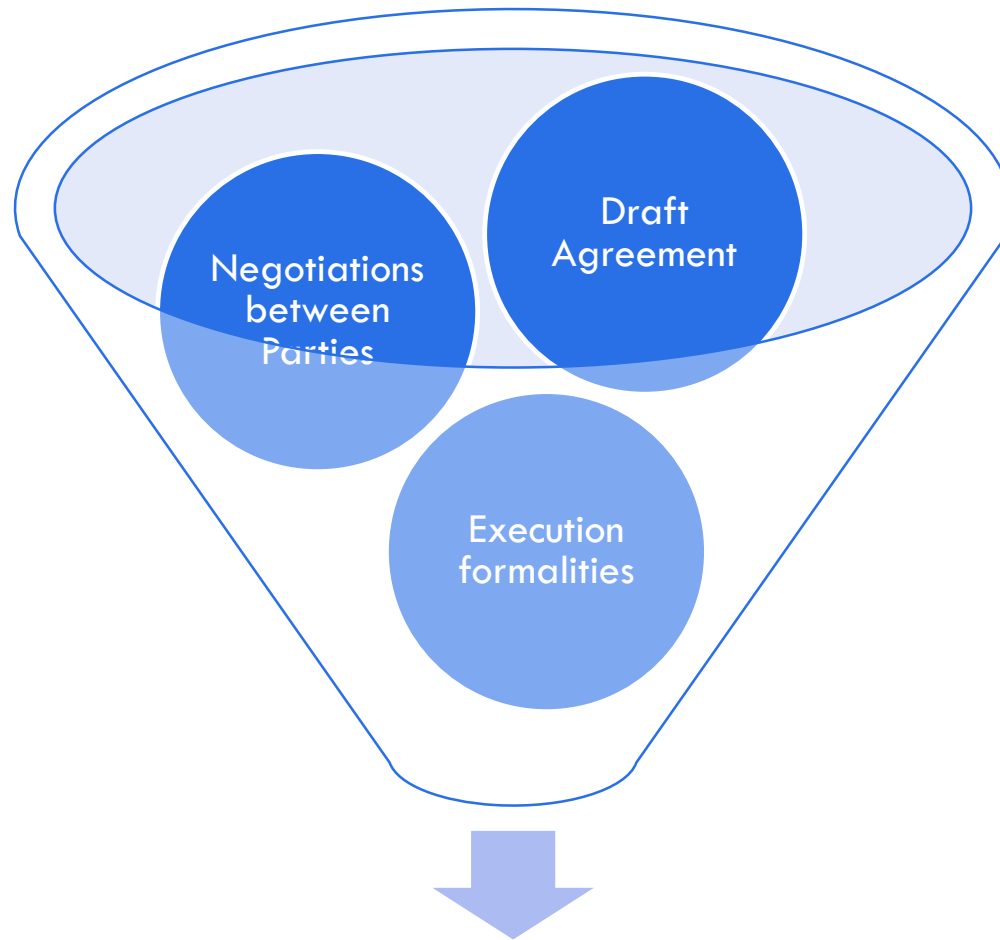 Draft
Agreement
Negotiations
between
Parties
Execution
formalities